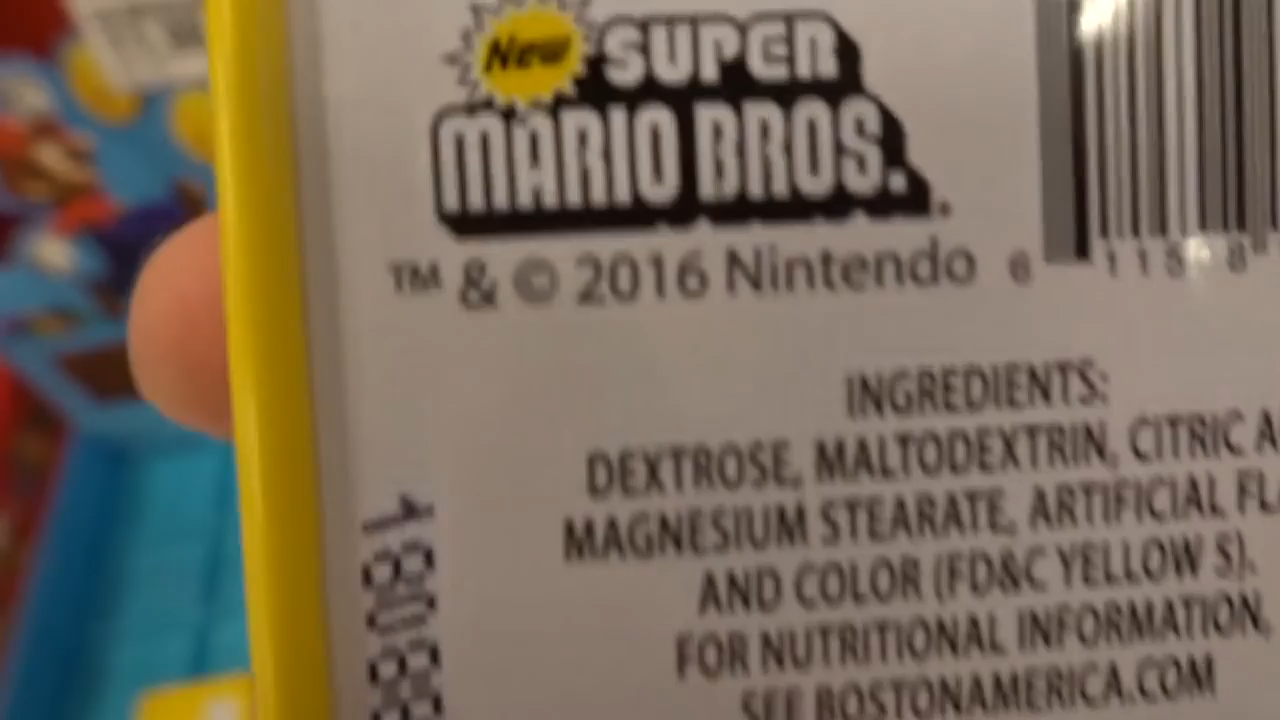 New SUPER
MARIO BROS.
™ & © 2016 Nintendo
INGREDIENTS:
DEXTROSE, MALTODEXTRIN, CITRIC A
MAGNESIUM STEARATE, ARTIFICIAL FL
AND COLOR (FD&C YELLOW 5).
FOR NUTRITIONAL INFORMATION,
SEE BOSTONAMERICA.COM